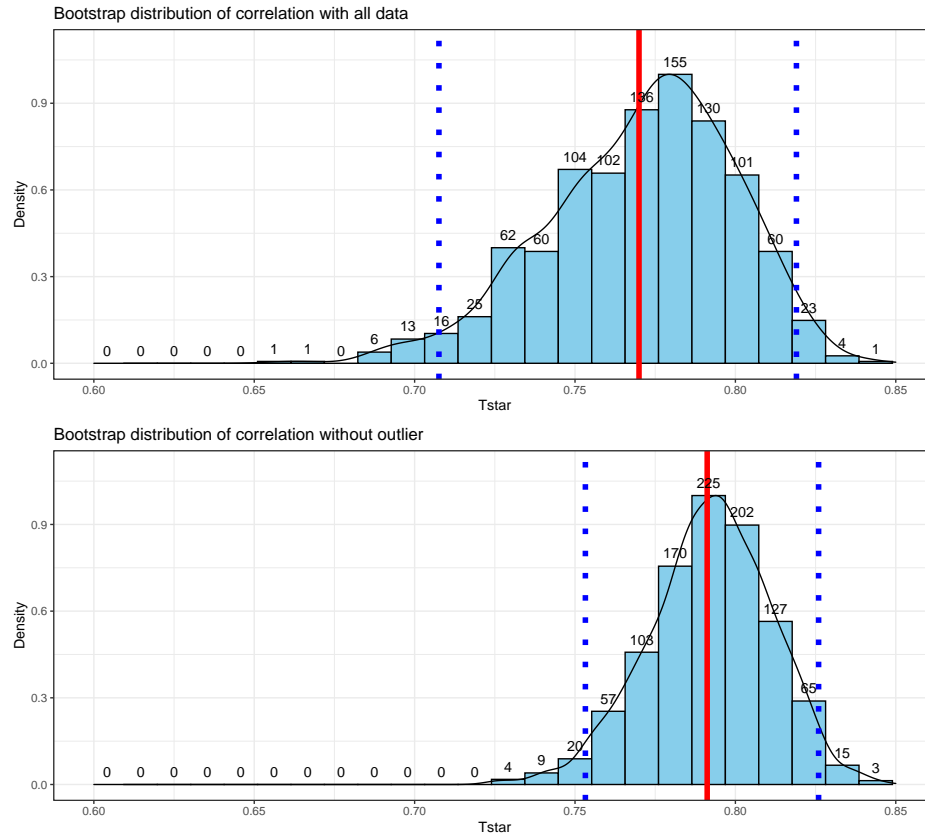 Bootstrap distribution of correlation with all data
Density
0.9
0.6
0.3
0.0
0 0 0 0 0 1 1 0 6 13 16 25 62 60 104 102 136 155 130 101 60 23 4 1
0.60 0.65 0.70 0.75 0.80 0.85
Tstar
Bootstrap distribution of correlation without outlier
Density
0.9
0.6
0.3
0.0
0 0 0 0 0 0 0 0 0 0 0 0 4 9 20 57 103 170 225 202 127 65 15 3
0.60 0.65 0.70 0.75 0.80 0.85
Tstar